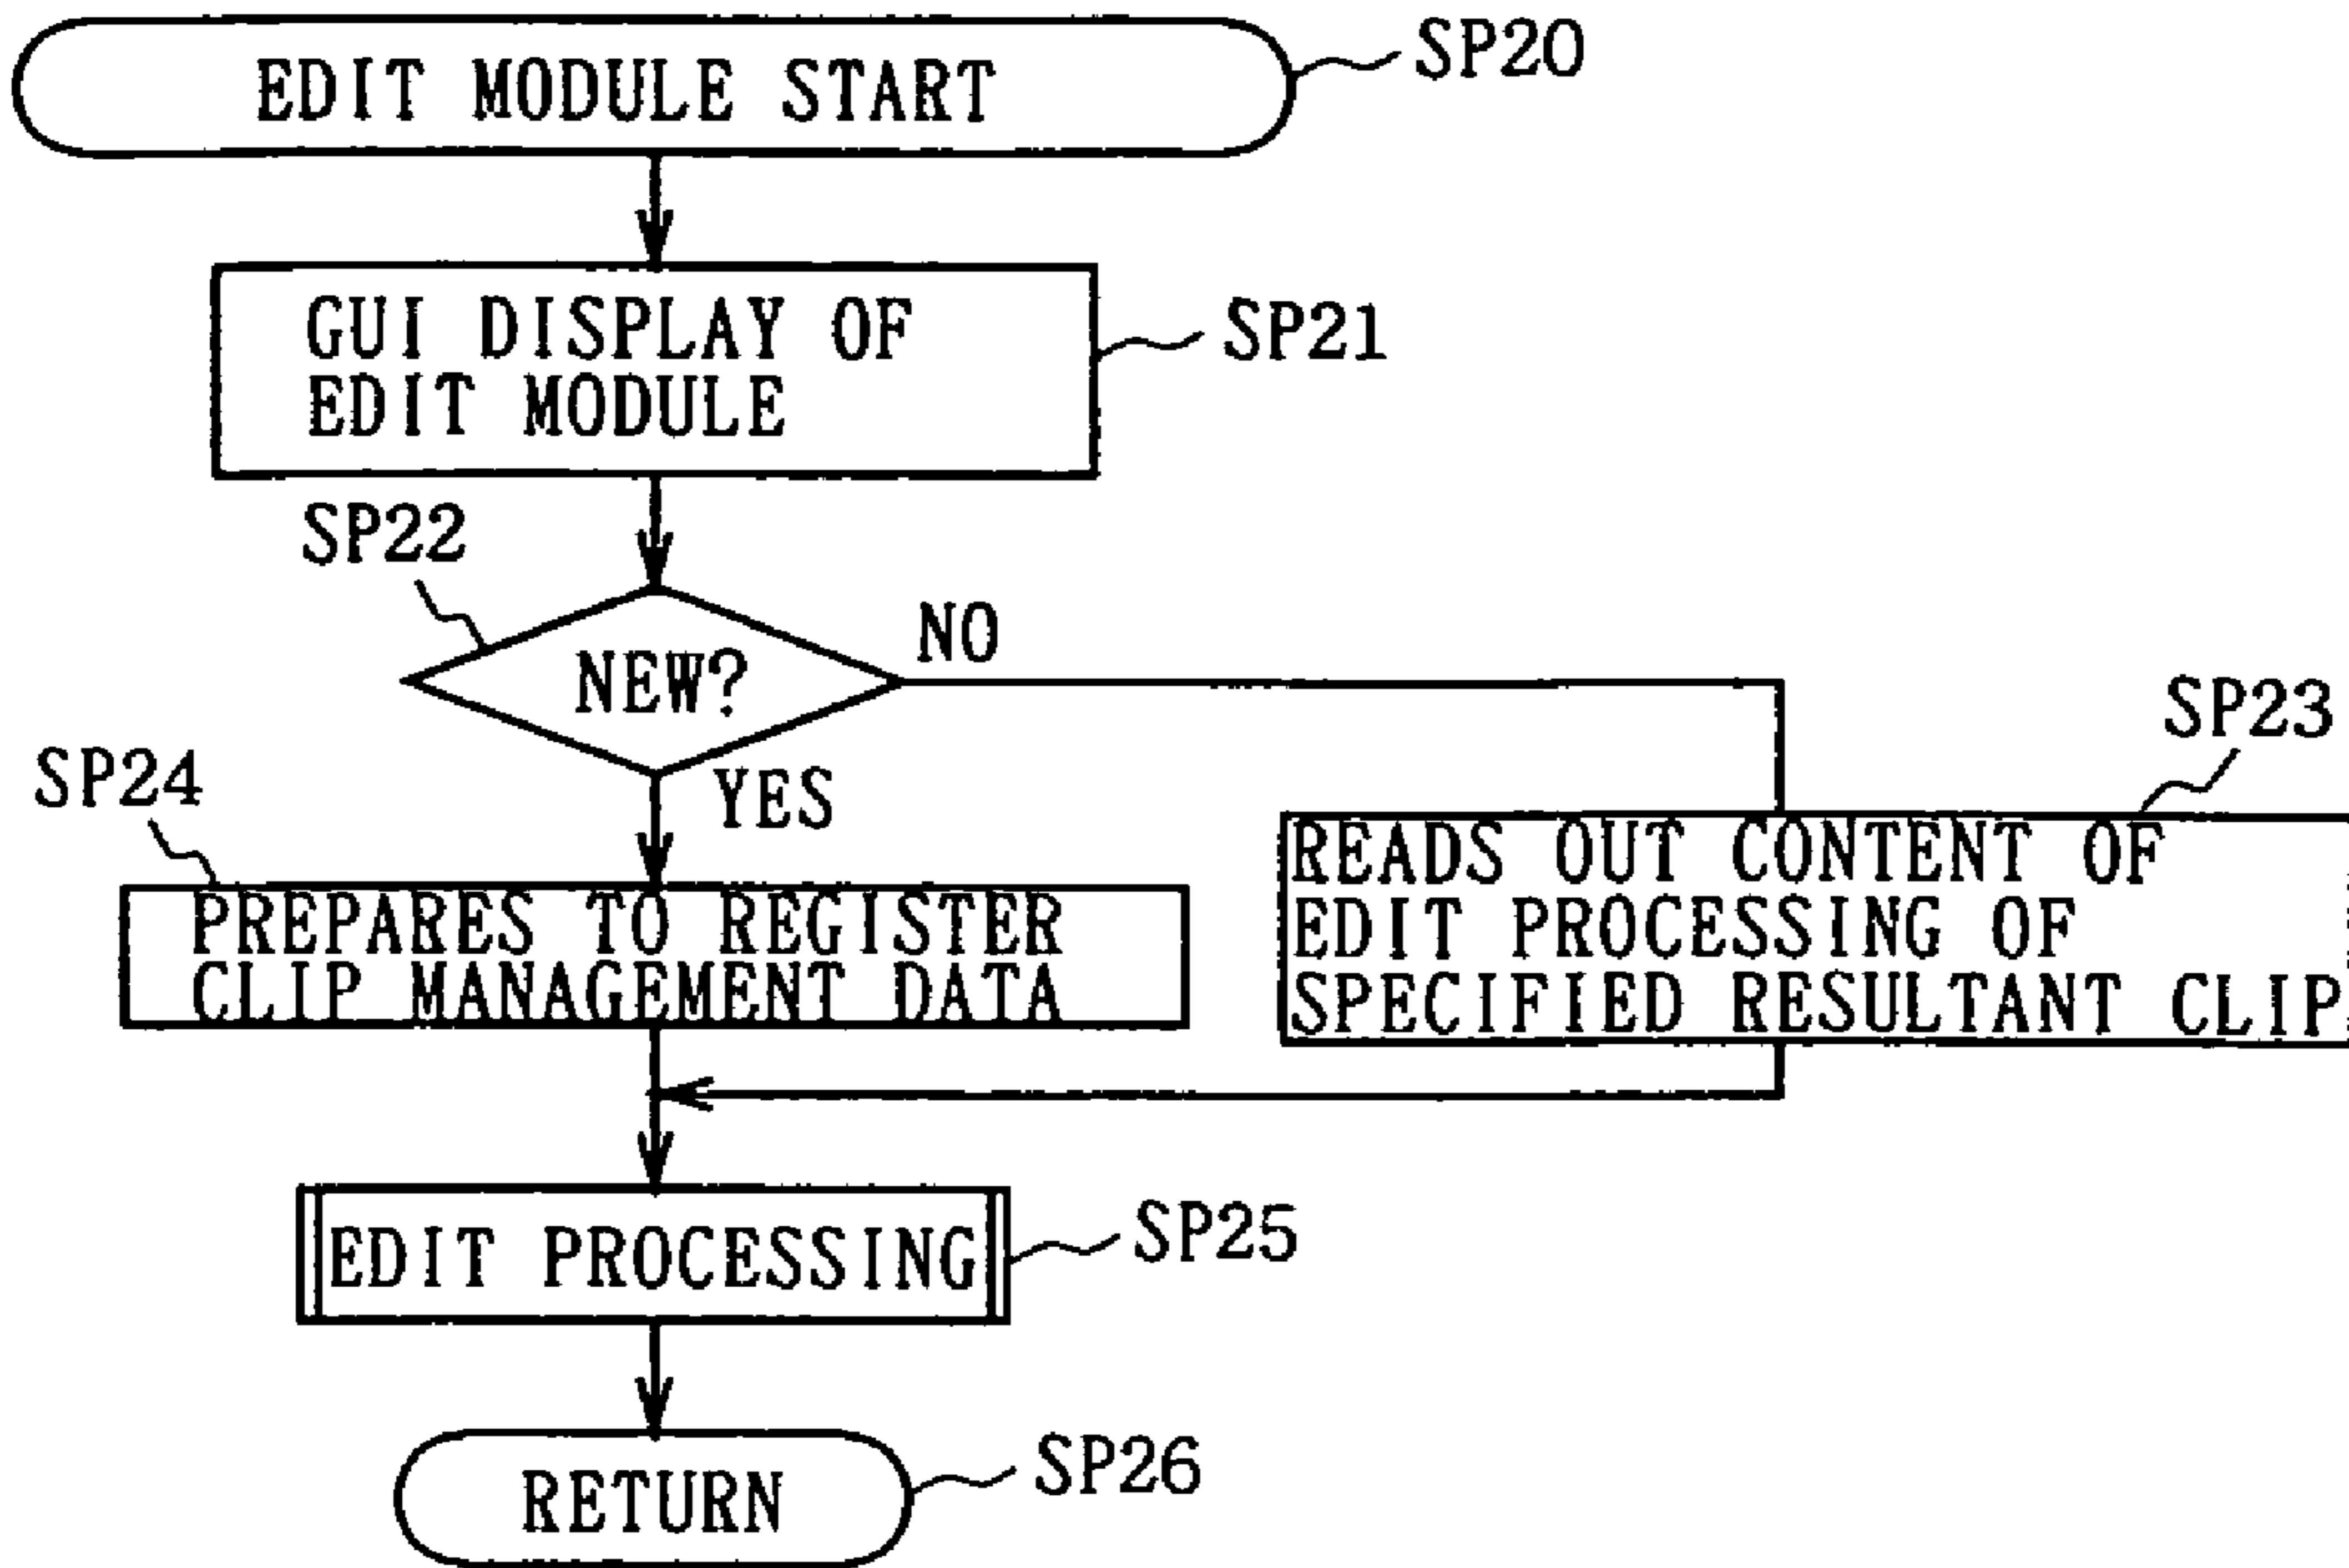 EDIT MODULE START
SP20
GUI DISPLAY OF
EDIT MODULE
SP21
SP22
NEW?
NO
YES
SP23
READS OUT CONTENT OF
EDIT PROCESSING OF
SPECIFIED RESULTANT CLIP
SP24
PREPARES TO REGISTER
CLIP MANAGEMENT DATA
EDIT PROCESSING
SP25
RETURN
SP26